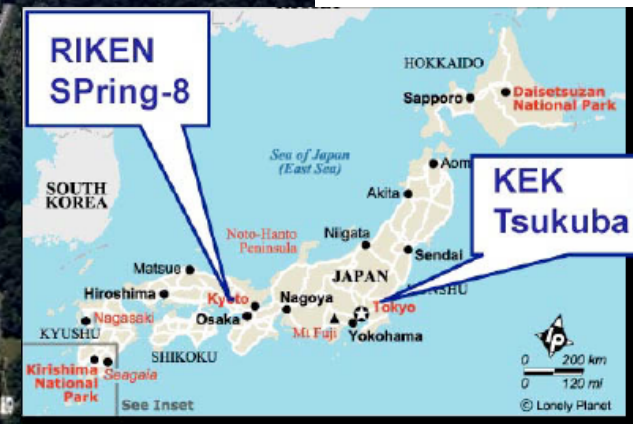 RIKEN
SPring-8
HOKKAIDO
Sapporo
Daisetsuzan
National Park
Sea of Japan
(East Sea)
SOUTH
KOREA
Akita
KEK
Tsukuba
Noto-Hanto
Peninsula
Niigata
Sendai
Matsue
JAPAN
Hiroshima
Kyoto
Nagoya
Tokyo
Nagasaki
Osaka
Mt Fuji
Yokohama
KYUSHU
SHIKOKU
Kirishima
National
Park
Seagaia
See Inset
lp
0 200 km
0 120 mi
© Lonely Planet